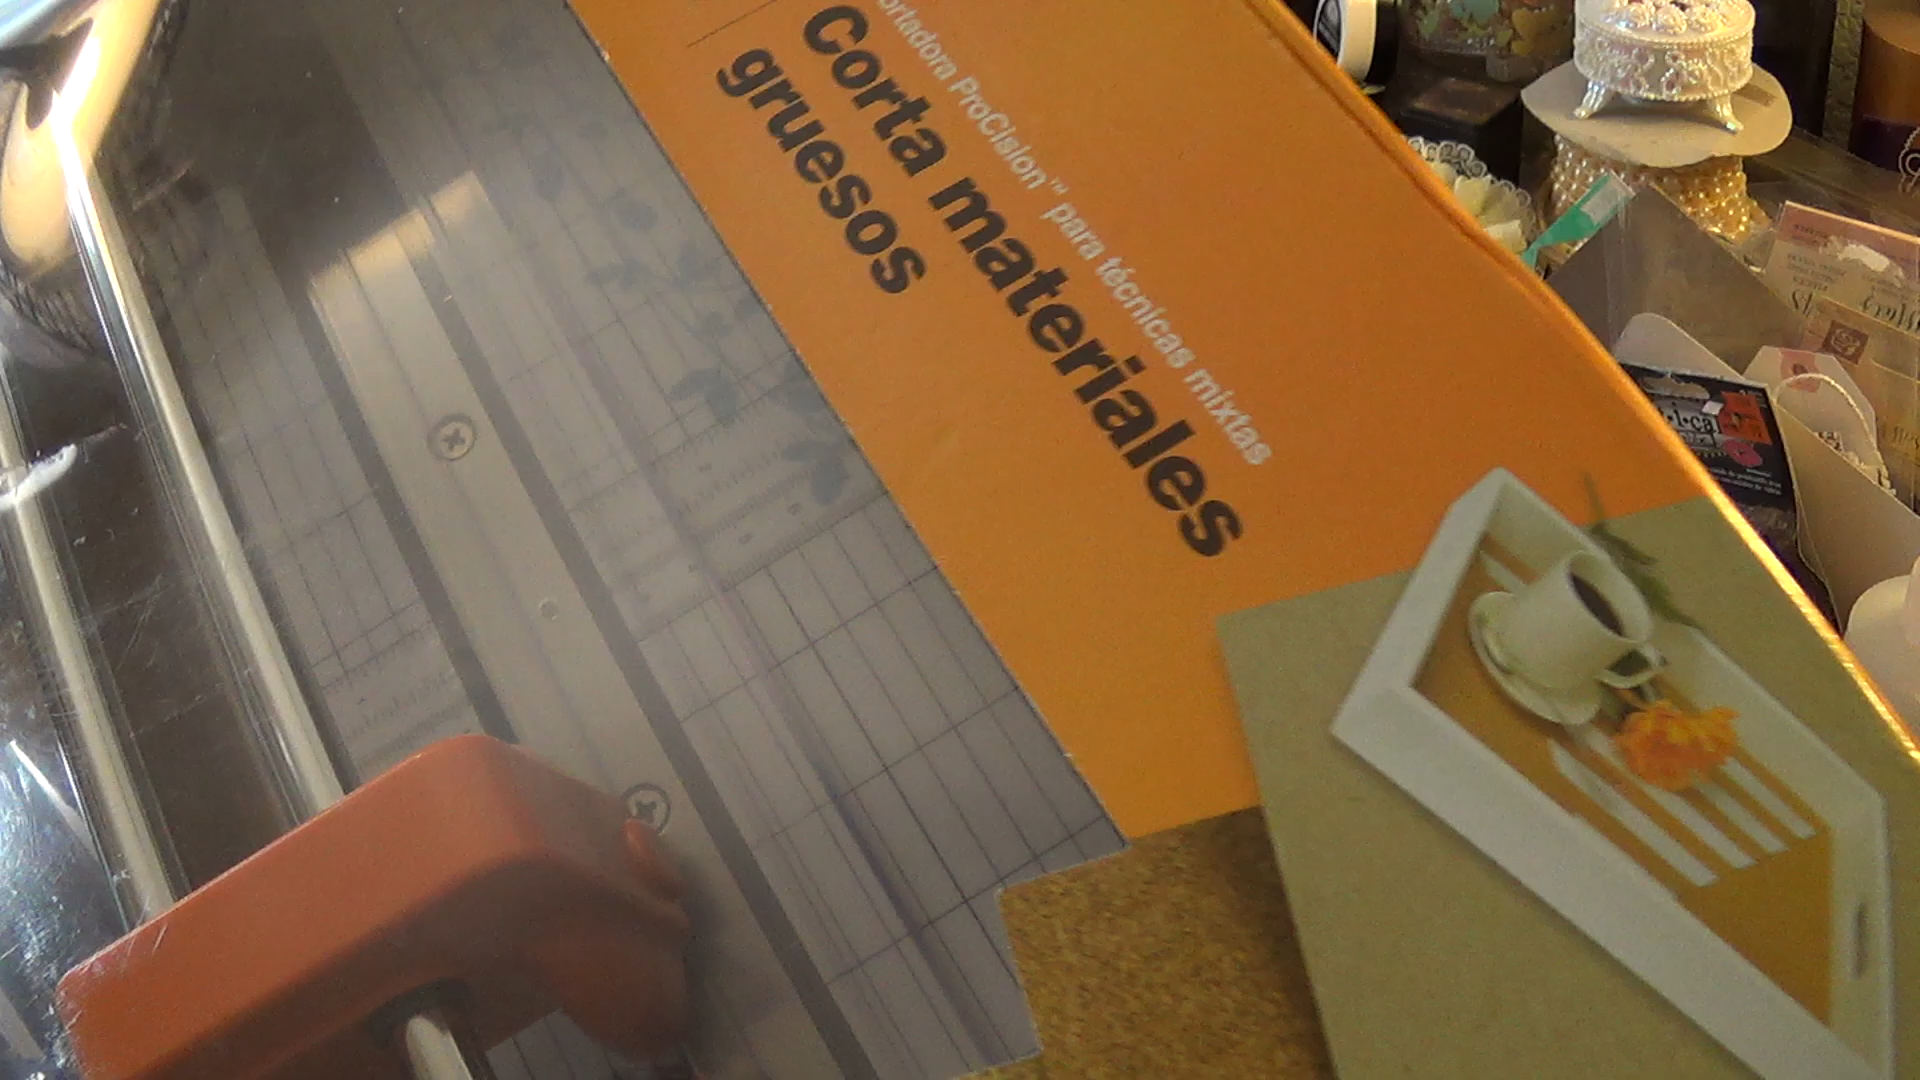 ortadora ProCision™ para técnicas mixtas
Corta materiales
gruesos